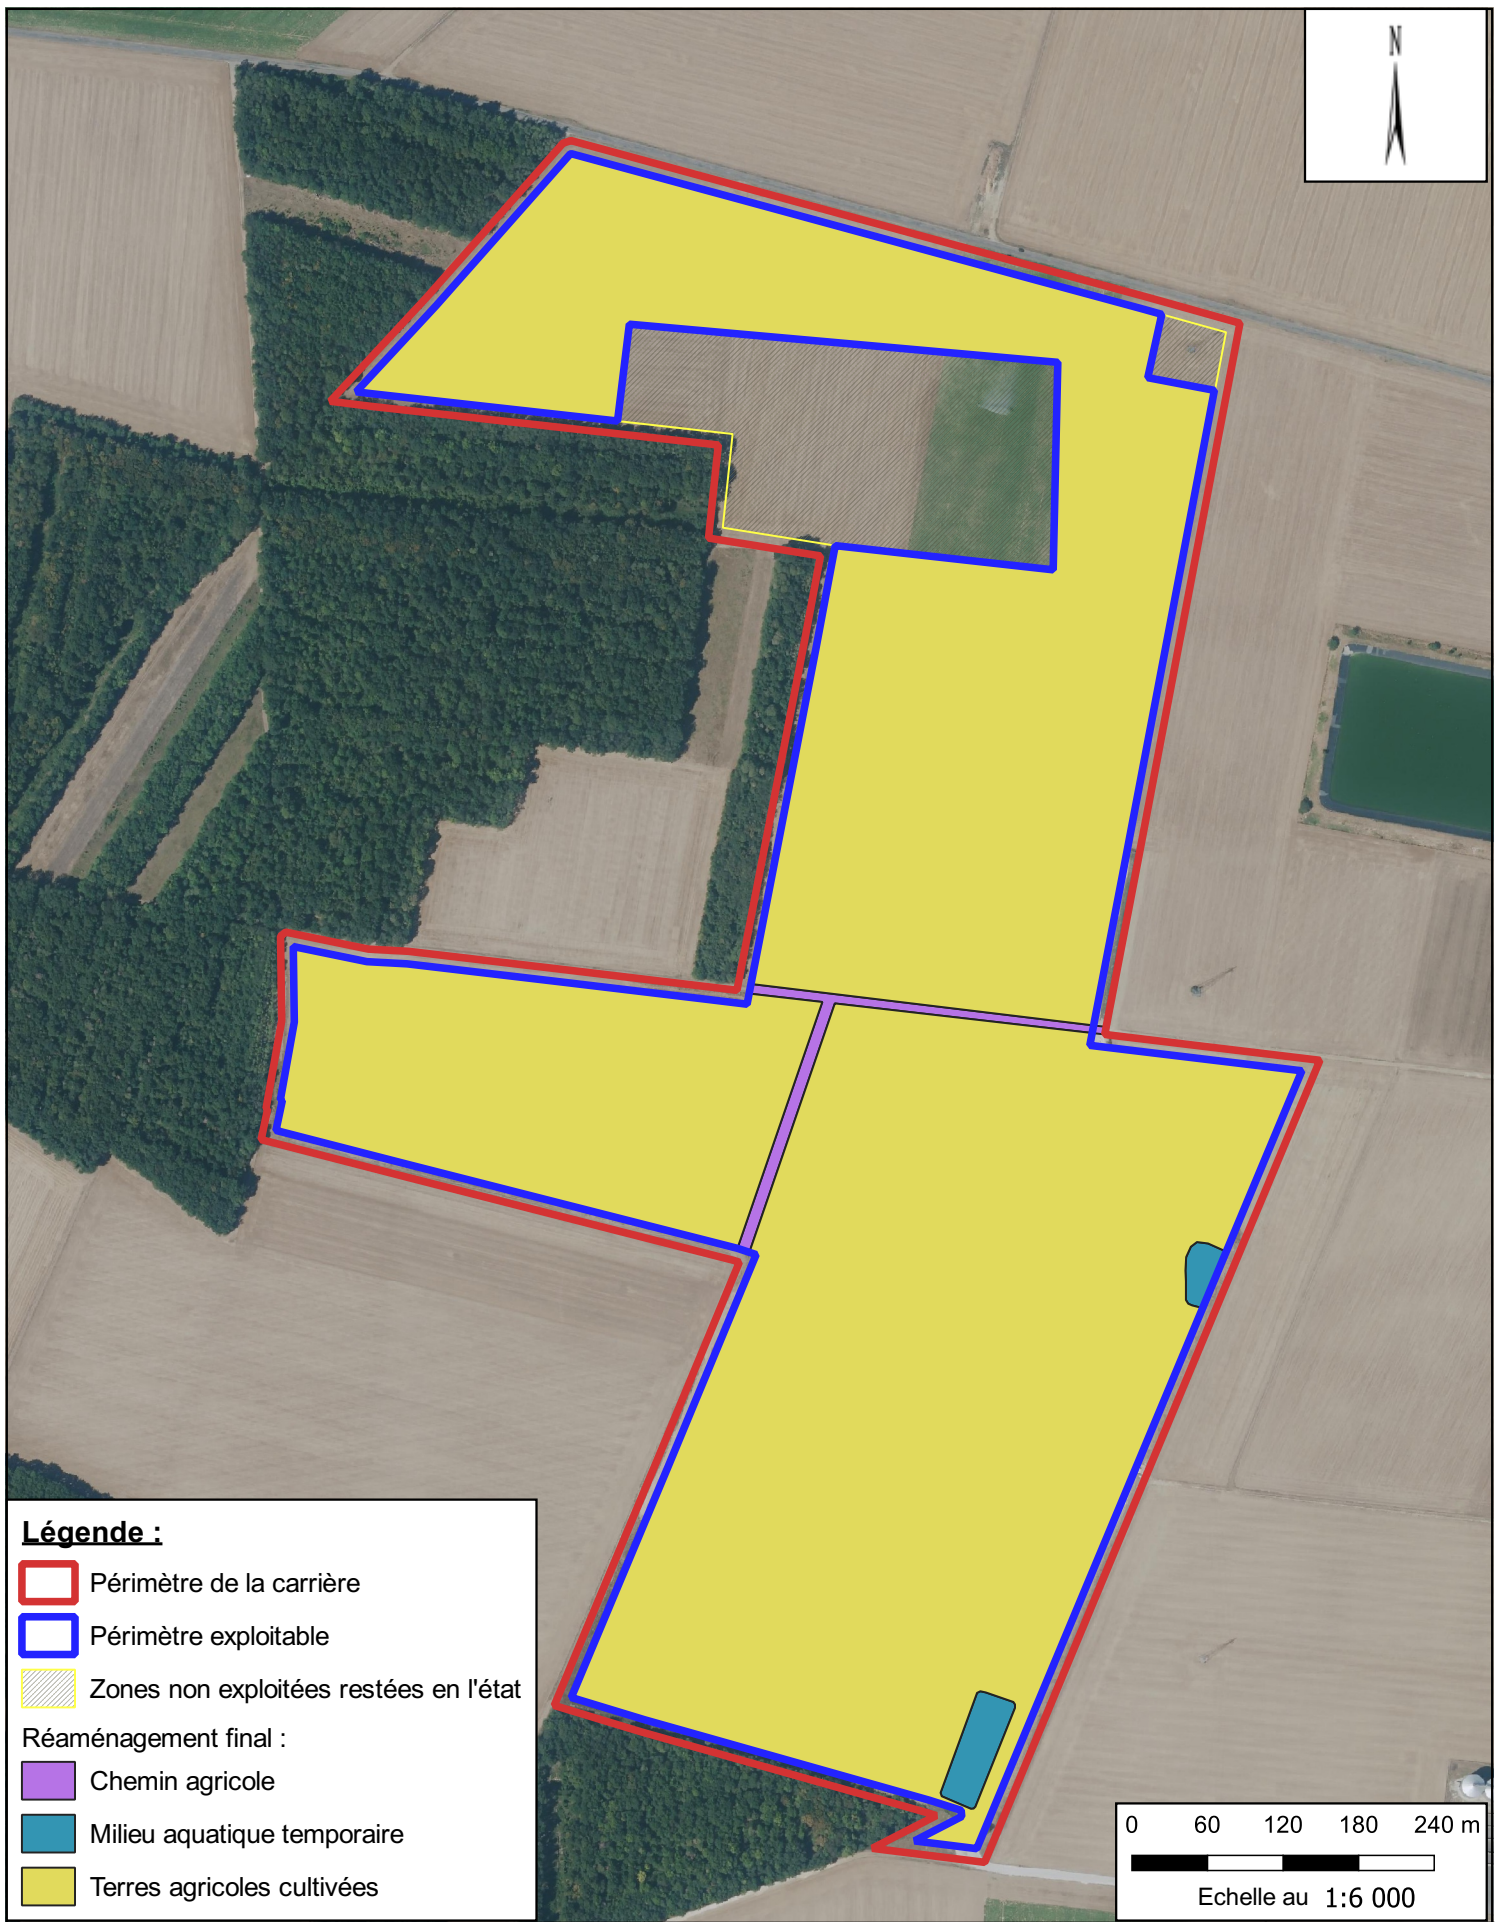 N
Légende :
Périmètre de la carrière
Périmètre exploitable
Zones non exploitées restées en l'état
Réaménagement final :
Chemin agricole
Milieu aquatique temporaire
Terres agricoles cultivées
0 60 120 180 240 m
Echelle au 1:6 000